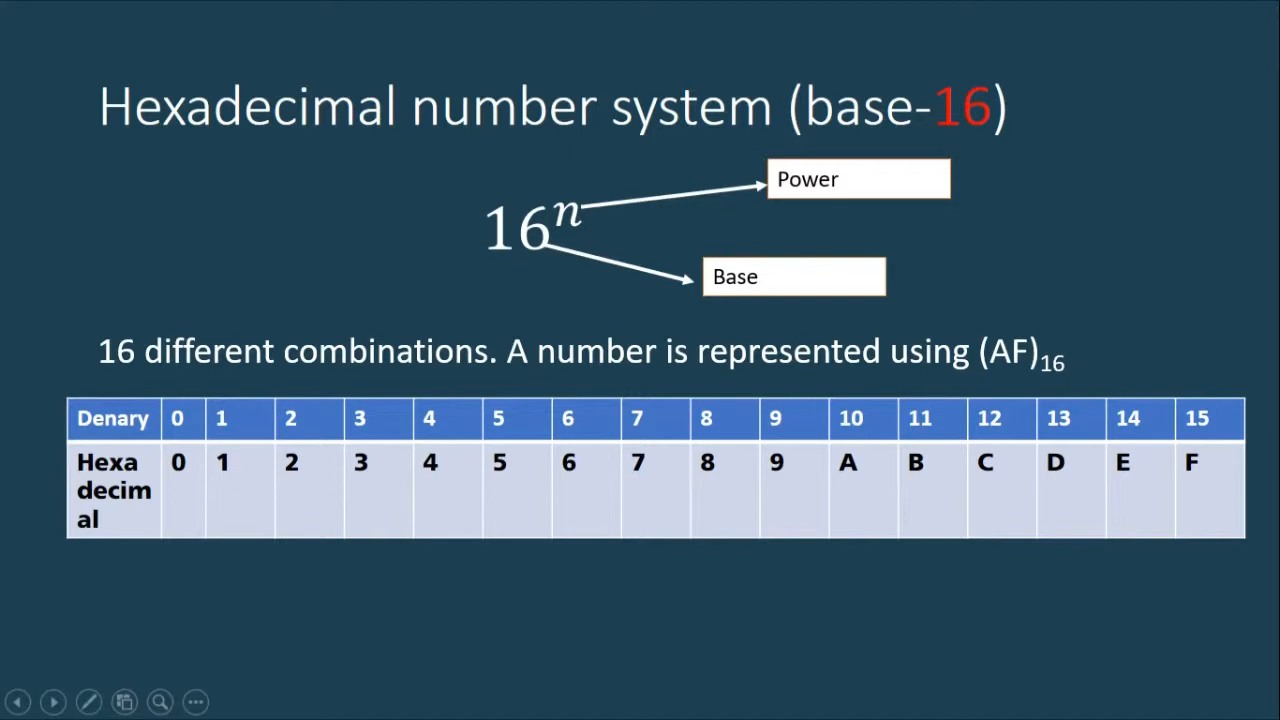 Hexadecimal number system (base-16)
Power
16ⁿ
Base
16 different combinations. A number is represented using (AF)₁₆
Denary 0 1 2 3 4 5 6 7 8 9 10 11 12 13 14 15
Hexa 0 1 2 3 4 5 6 7 8 9 A B C D E F
decim
al